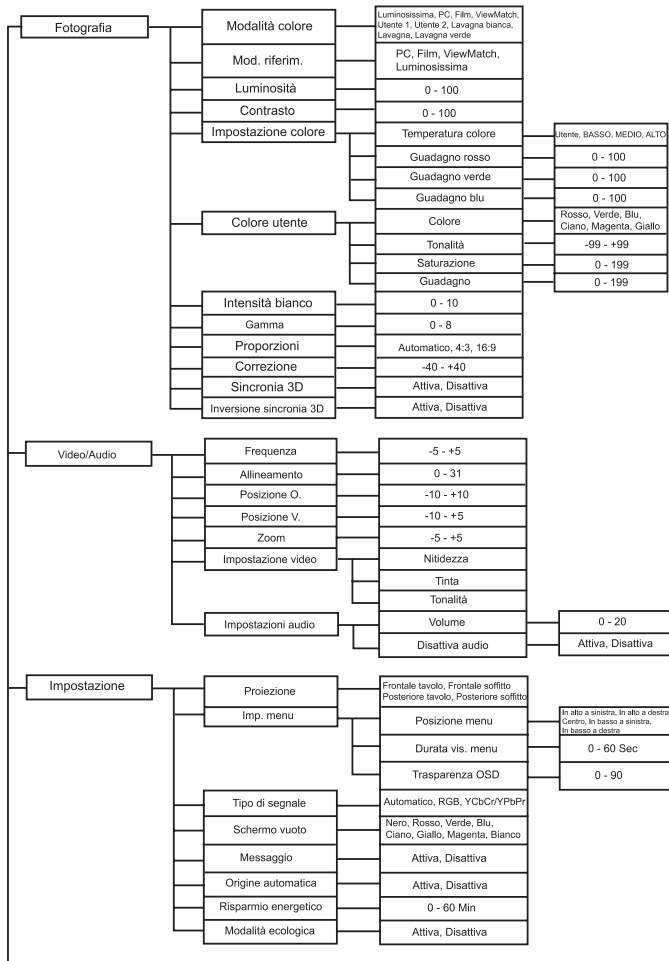 Fotografia
Modalità colore
Luminosissima, PC, Film, ViewMatch,
Utente 1, Utente 2, Lavagna bianca,
Lavagna, Lavagna verde
Mod. riferim.
PC, Film, ViewMatch,
Luminosissima
Luminosità
0 - 100
Contrasto
0 - 100
Impostazione colore
Temperatura colore
Utente, BASSO, MEDIO, ALTO
Guadagno rosso
0 - 100
Guadagno verde
0 - 100
Guadagno blu
0 - 100
Colore utente
Colore
Rosso, Verde, Blu,
Ciano, Magenta, Giallo
Tonalità
-99 - +99
Saturazione
0 - 199
Guadagno
0 - 199
Intensità bianco
0 - 10
Gamma
0 - 8
Proporzioni
Automatico, 4:3, 16:9
Correzione
-40 - +40
Sincronia 3D
Attiva, Disattiva
Inversione sincronia 3D
Attiva, Disattiva
Video/Audio
Frequenza
-5 - +5
Allineamento
0 - 31
Posizione O.
-10 - +10
Posizione V.
-10 - +5
Zoom
-5 - +5
Impostazione video
Nitidezza
Tinta
Tonalità
Impostazioni audio
Volume
0 - 20
Disattiva audio
Attiva, Disattiva
Impostazione
Proiezione
Frontale tavolo, Frontale soffitto
Posteriore tavolo, Posteriore soffitto
Imp. menu
Posizione menu
In alto a sinistra, In alto a destra
Centro, In basso a sinistra,
In basso a destra
Durata vis. menu
0 - 60 Sec
Trasparenza OSD
0 - 90
Tipo di segnale
Automatico, RGB, YCbCr/YPbPr
Schermo vuoto
Nero, Rosso, Verde, Blu,
Ciano, Giallo, Magenta, Bianco
Messaggio
Attiva, Disattiva
Origine automatica
Attiva, Disattiva
Risparmio energetico
0 - 60 Min
Modalità ecologica
Attiva, Disattiva